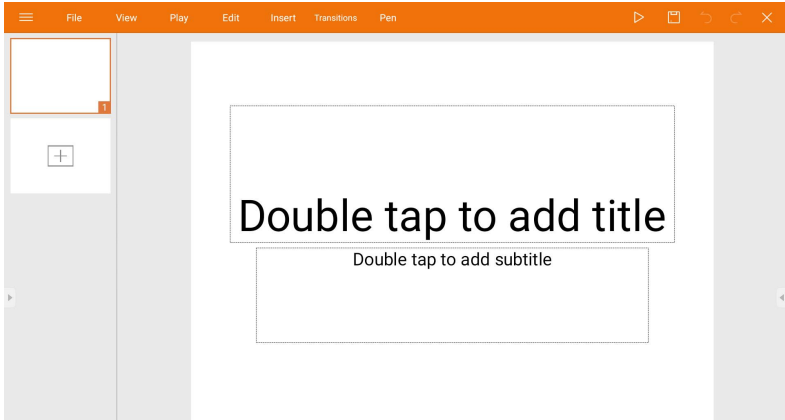 File View Play Edit Insert Transitions Pen
1
Double tap to add title
Double tap to add subtitle